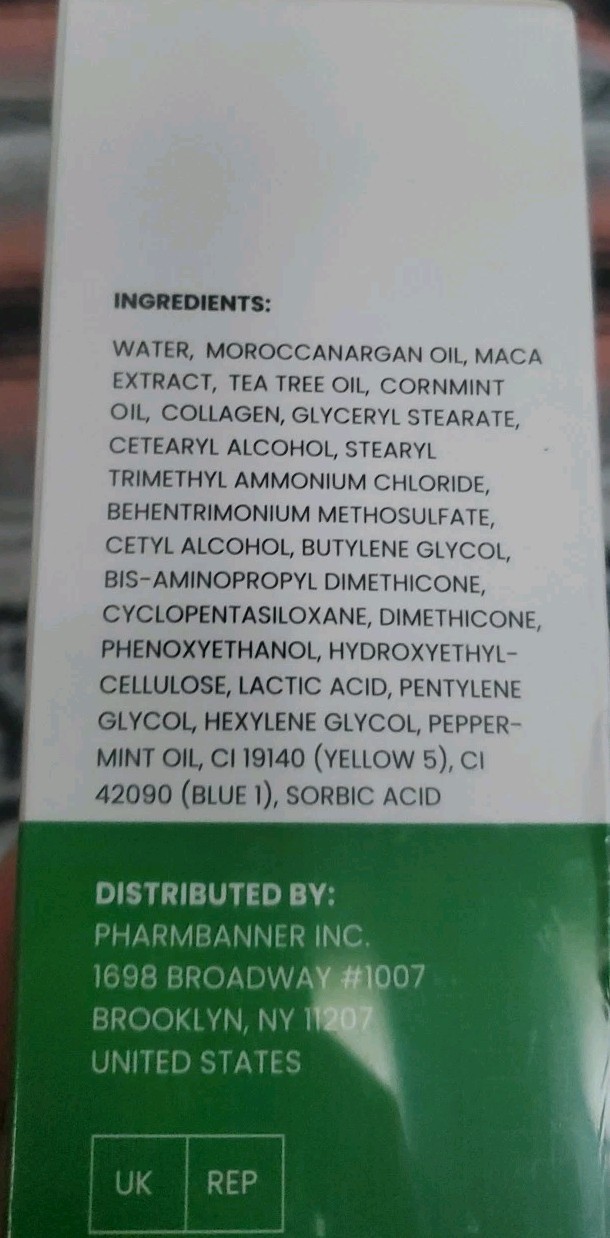 INGREDIENTS:
WATER, MOROCCANARGAN OIL, MACA
EXTRACT, TEA TREE OIL, CORNMINT
OIL, COLLAGEN, GLYCERYL STEARATE,
CETEARYL ALCOHOL, STEARYL
TRIMETHYL AMMONIUM CHLORIDE,
BEHENTRIMONIUM METHOSULFATE,
CETYL ALCOHOL, BUTYLENE GLYCOL,
BIS-AMINOPROPYL DIMETHICONE,
CYCLOPENTASILOXANE, DIMETHICONE,
PHENOXYETHANOL, HYDROXYETHYL-
CELLULOSE, LACTIC ACID, PENTYLENE
GLYCOL, HEXYLENE GLYCOL, PEPPER-
MINT OIL, CI 19140 (YELLOW 5), CI
42090 (BLUE 1), SORBIC ACID
DISTRIBUTED BY:
PHARMBANNER INC.
1698 BROADWAY #1007
BROOKLYN, NY 11207
UNITED STATES
UK REP